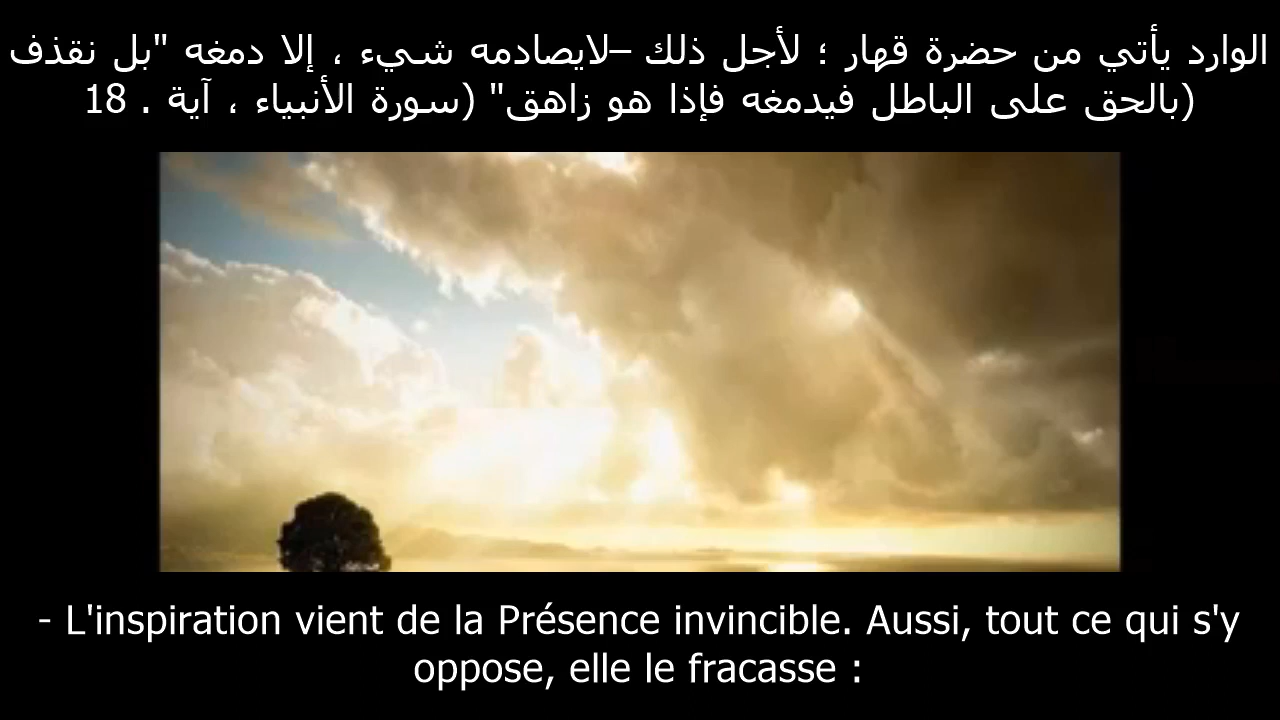 الوارد يأتي من حضرة قهار ؛ لأجل ذلك –لايصادمه شيء ، إلا دمغه "بل نقذف
بالحق على الباطل فيدمغه فإذا هو زاهق" (سورة الأنبياء ، آية . 18)
- L'inspiration vient de la Présence invincible. Aussi, tout ce qui s'y
oppose, elle le fracasse :